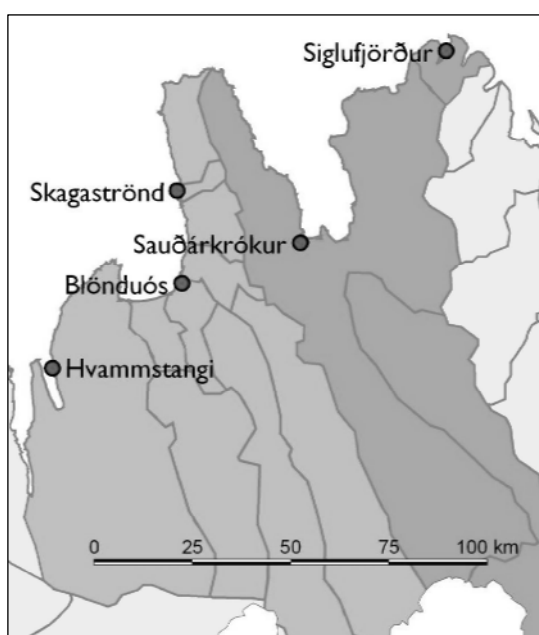 Siglufjörður
Skagaströnd
Sauðárkrókur
Blönduós
Hvammstangi
0 25 50 75 100 km